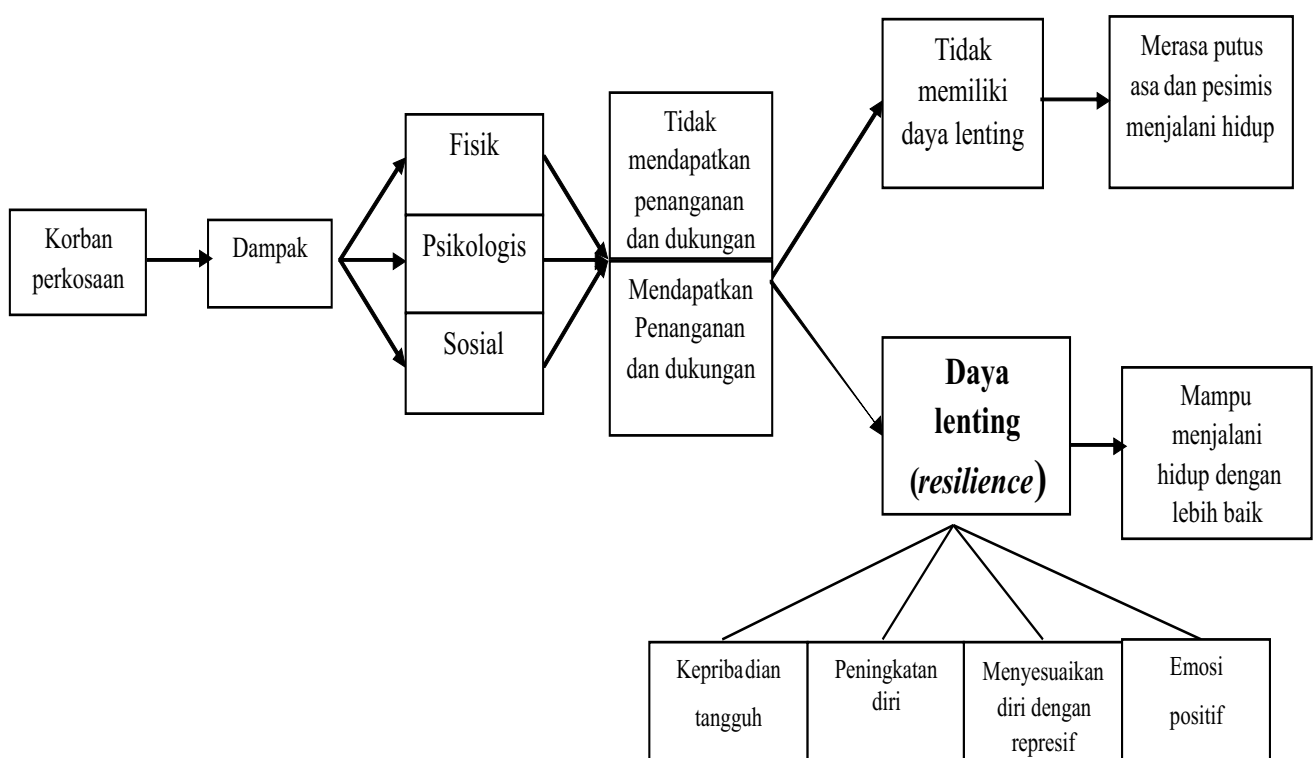 Korban
perkosaan
Dampak
Fisik
Psikologis
Sosial
Tidak
mendapatkan
penanganan
dan dukungan
Mendapatkan
Penanganan
dan dukungan
Tidak
memiliki
daya lenting
Merasa putus
asa dan pesimis
menjalani hidup
Daya
lenting
(resilience)
Mampu
menjalani
hidup dengan
lebih baik
Kepribadian
tangguh
Peningkatan
diri
Menyesuaikan
diri dengan
represif
Emosi
positif